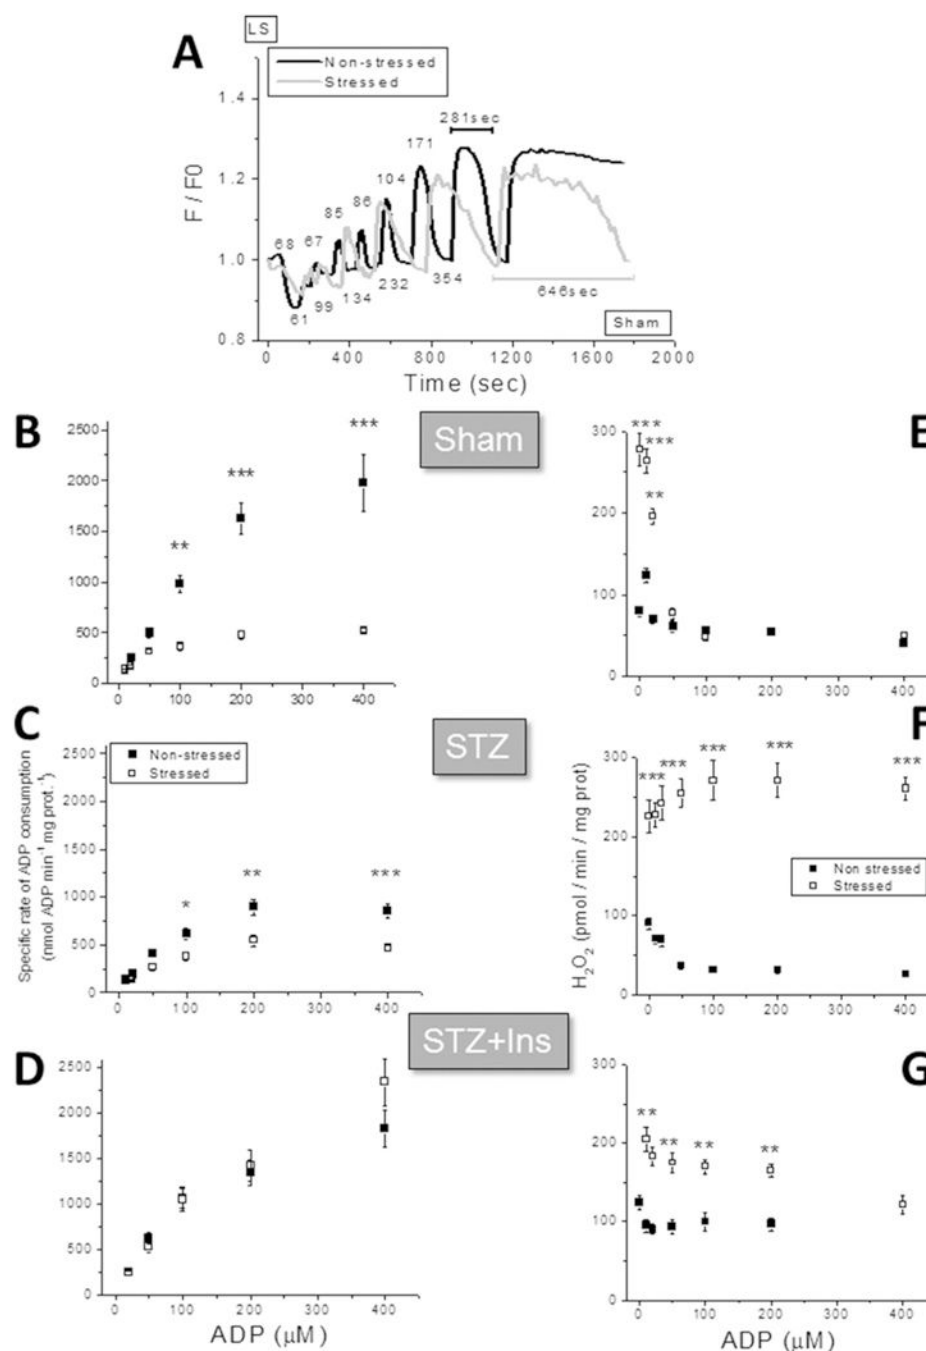 LS
A
Non-stressed
Stressed
F / F0
1.4
1.2
1.0
0.8
281sec
171
104
86
85
67
68
61
99
134
232
354
646sec
Sham
0 400 800 1200 1600 2000
Time (sec)
B
Sham
E
2500
2000
1500
1000
500
0
** *** ***
0 100 200 300 400
300
200
100
0
*** *** **
0 100 200 300 400
C
STZ
F
Specific rate of ADP consumption
(nmol ADP min⁻¹ mg prot.⁻¹)
Non-stressed
Stressed
2500
2000
1500
1000
500
0
* ** ***
0 100 200 300 400
H₂O₂ (pmol / min / mg prot)
300
200
100
0
*** *** *** *** ***
Non stressed
Stressed
0 100 200 300 400
STZ+Ins
D
G
2500
2000
1500
1000
500
0
0 100 200 300 400
ADP (μM)
300
200
100
0
** ** ** **
0 100 200 300 400
ADP (μM)